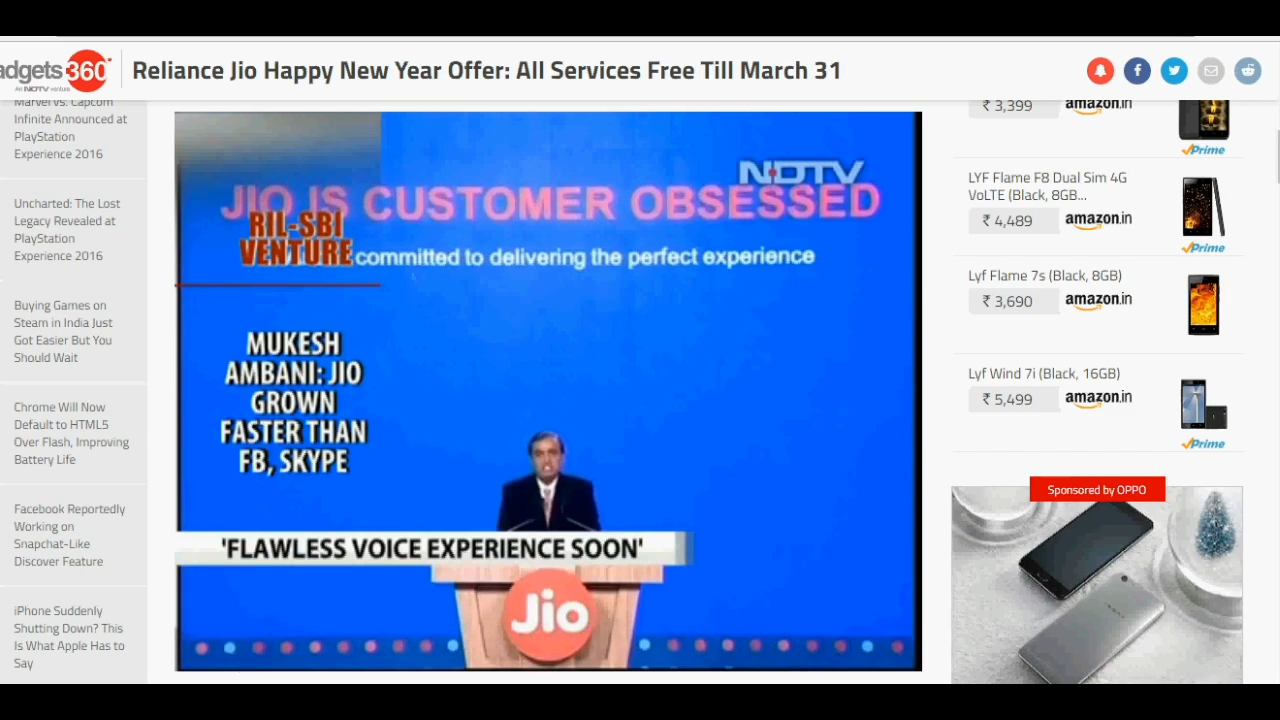 adgets 360°
An NDTV venture
Reliance Jio Happy New Year Offer: All Services Free Till March 31
Marvel vs. Capcom
Infinite Announced at
PlayStation
Experience 2016
Uncharted: The Lost
Legacy Revealed at
PlayStation
Experience 2016
Buying Games on
Steam in India Just
Got Easier But You
Should Wait
Chrome Will Now
Default to HTML5
Over Flash, Improving
Battery Life
Facebook Reportedly
Working on
Snapchat-Like
Discover Feature
iPhone Suddenly
Shutting Down? This
Is What Apple Has to
Say
NDTV
JIO IS CUSTOMER OBSESSED
committed to delivering the perfect experience
RIL-SBI
VENTURE
MUKESH
AMBANI: JIO
GROWN
FASTER THAN
FB, SKYPE
'FLAWLESS VOICE EXPERIENCE SOON'
Jio
₹ 3,399
amazon.in
Prime
LYF Flame F8 Dual Sim 4G
VoLTE (Black, 8GB...
₹ 4,489
amazon.in
Prime
Lyf Flame 7s (Black, 8GB)
₹ 3,690
amazon.in
Lyf Wind 7i (Black, 16GB)
₹ 5,499
amazon.in
Prime
Sponsored by OPPO